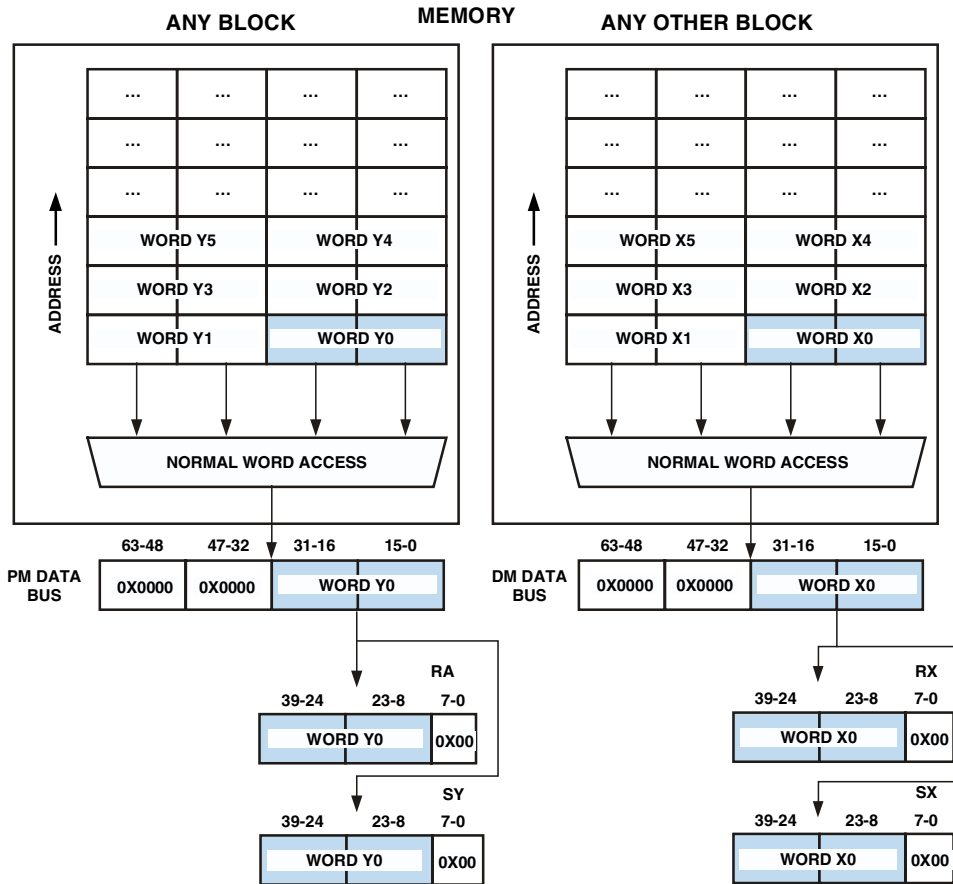 MEMORY
ANY BLOCK
ANY OTHER BLOCK
... ... ... ...
... ... ... ...
... ... ... ...
WORD Y5 WORD Y4
WORD Y3 WORD Y2
WORD Y1 WORD Y0
ADDRESS
NORMAL WORD ACCESS
... ... ... ...
... ... ... ...
... ... ... ...
WORD X5 WORD X4
WORD X3 WORD X2
WORD X1 WORD X0
ADDRESS
NORMAL WORD ACCESS
63-48 47-32 31-16 15-0
PM DATA
BUS
0X0000 0X0000 WORD Y0
63-48 47-32 31-16 15-0
DM DATA
BUS
0X0000 0X0000 WORD X0
RA
39-24 23-8 7-0
WORD Y0 0X00
SY
39-24 23-8 7-0
WORD Y0 0X00
RX
39-24 23-8 7-0
WORD X0 0X00
SX
39-24 23-8 7-0
WORD X0 0X00